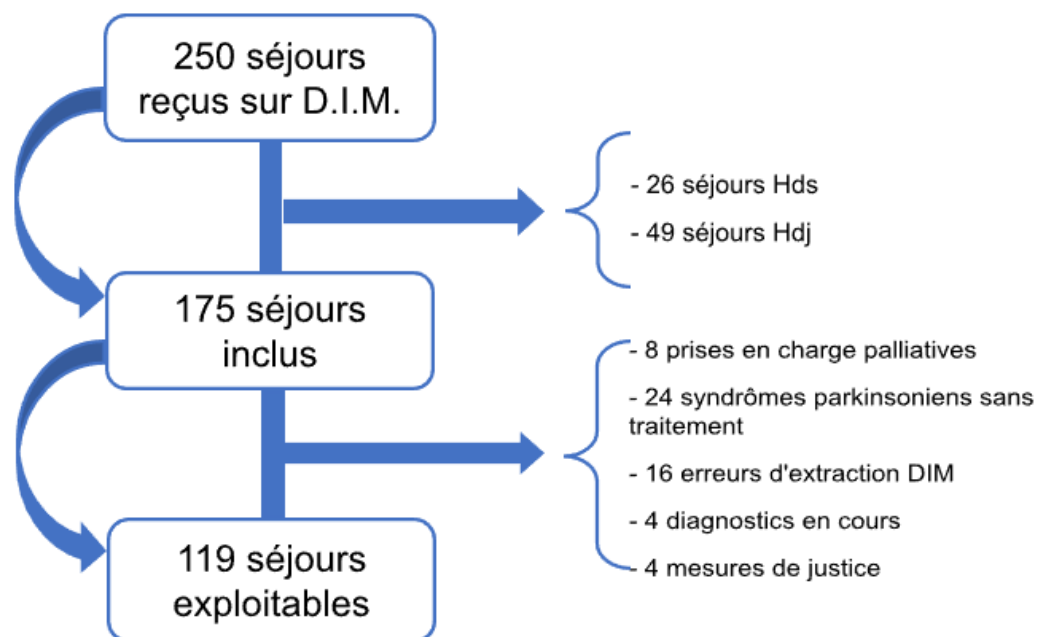 250 séjours
reçus sur D.I.M.
- 26 séjours Hds
- 49 séjours Hdj
175 séjours
inclus
- 8 prises en charge palliatives
- 24 syndrômes parkinsoniens sans
traitement
- 16 erreurs d'extraction DIM
- 4 diagnostics en cours
- 4 mesures de justice
119 séjours
exploitables